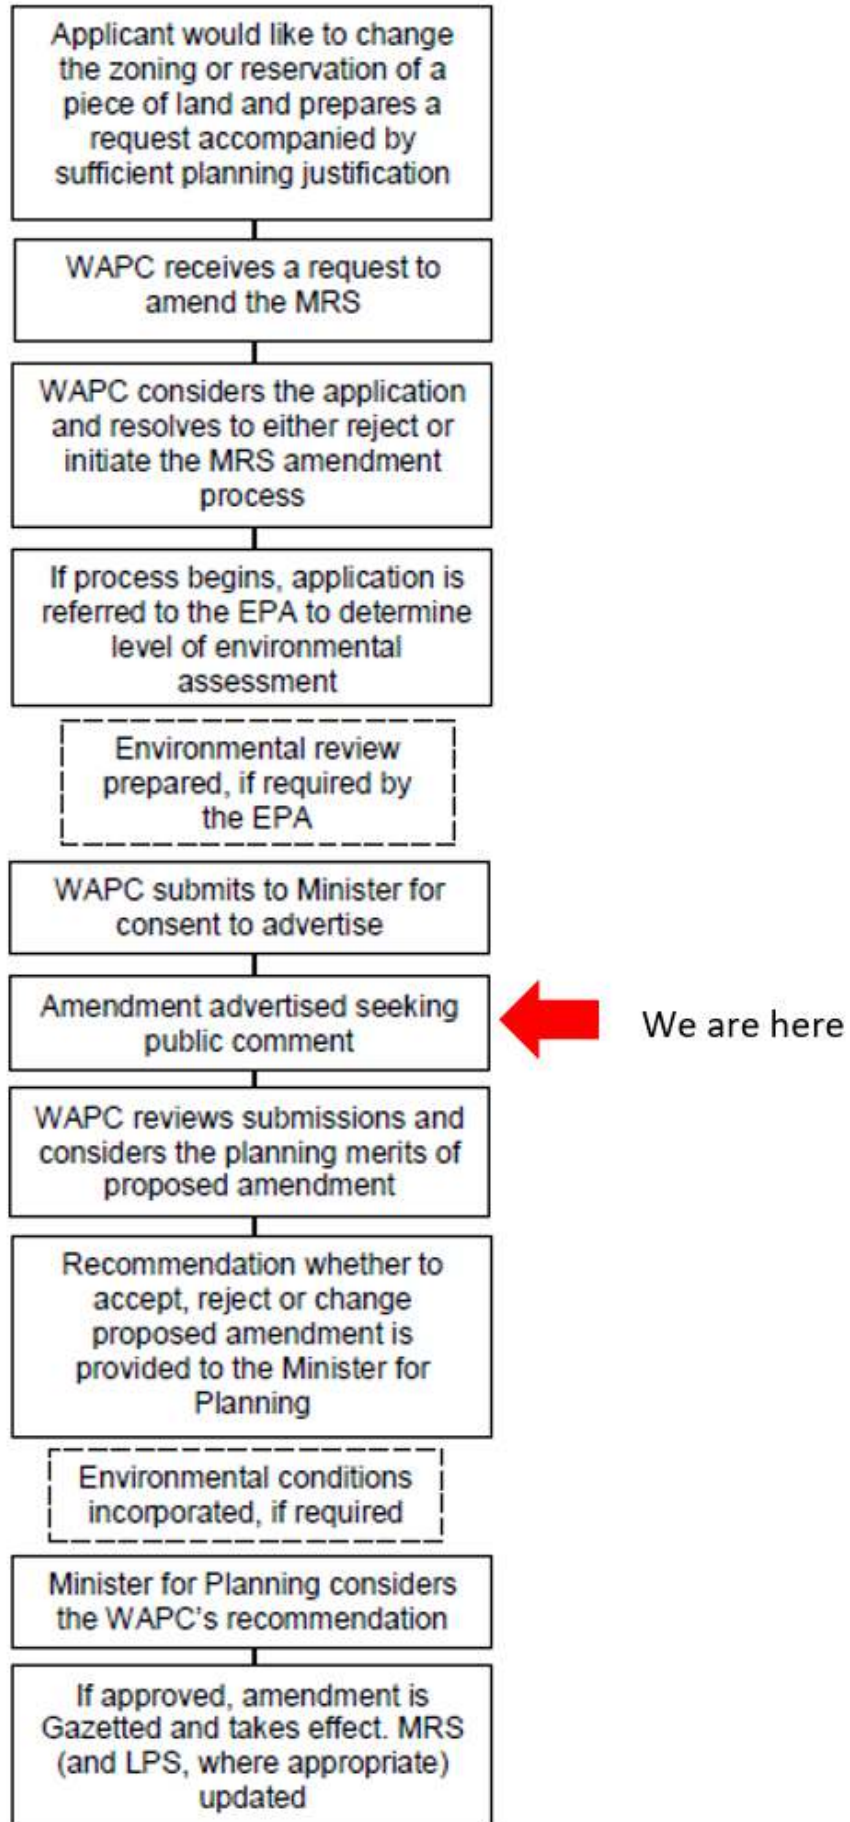 Applicant would like to change
the zoning or reservation of a
piece of land and prepares a
request accompanied by
sufficient planning justification
WAPC receives a request to
amend the MRS
WAPC considers the application
and resolves to either reject or
initiate the MRS amendment
process
If process begins, application is
referred to the EPA to determine
level of environmental
assessment
Environmental review
prepared, if required by
the EPA
WAPC submits to Minister for
consent to advertise
Amendment advertised seeking
public comment
We are here
WAPC reviews submissions and
considers the planning merits of
proposed amendment
Recommendation whether to
accept, reject or change
proposed amendment is
provided to the Minister for
Planning
Environmental conditions
incorporated, if required
Minister for Planning considers
the WAPC's recommendation
If approved, amendment is
Gazetted and takes effect. MRS
(and LPS, where appropriate)
updated